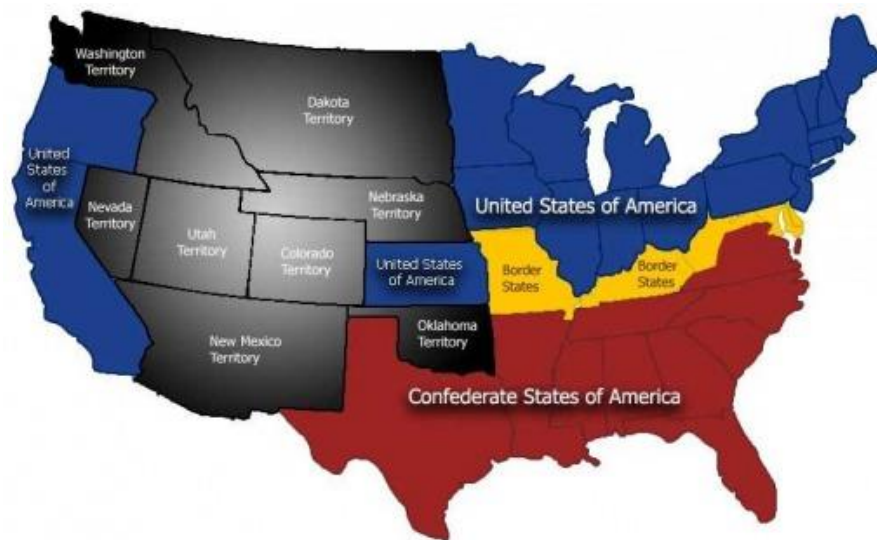 Washington
Territory
Dakota
Territory
United
States
of
America
Nevada
Territory
Utah
Territory
Colorado
Territory
Nebraska
Territory
United States of America
United States
of America
Border
States
Border
States
New Mexico
Territory
Oklahoma
Territory
Confederate States of America